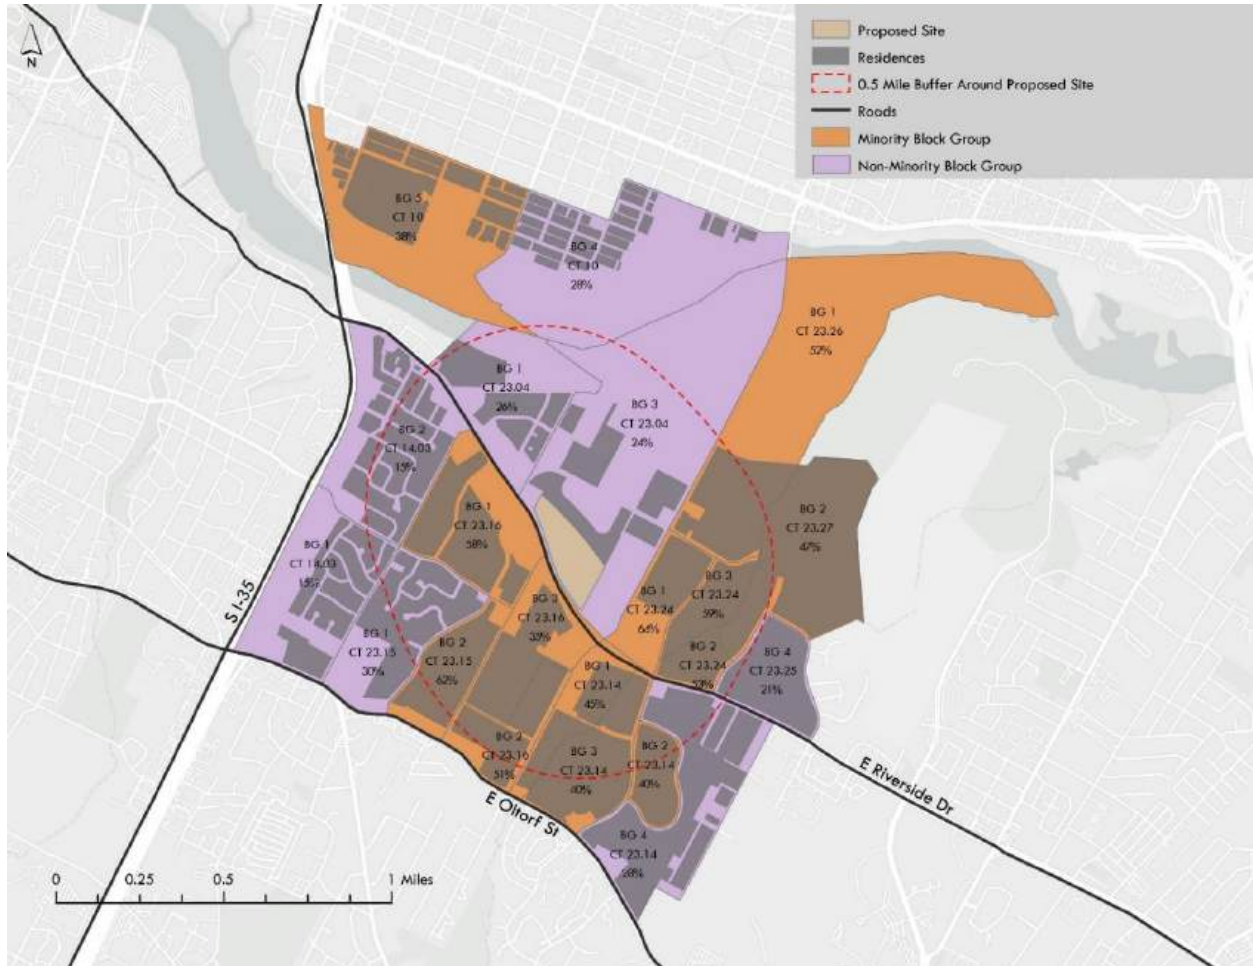 N
Proposed Site
Residences
0.5 Mile Buffer Around Proposed Site
Roads
Minority Block Group
Non-Minority Block Group
BG 5
CT 10
38%
BG 4
CT 10
28%
BG 1
CT 23.26
52%
BG 1
CT 23.04
26%
BG 3
CT 23.04
24%
BG 2
CT 14.03
15%
BG 1
CT 23.16
58%
BG 2
CT 23.27
47%
BG 1
CT 14.03
15%
BG 3
CT 23.16
35%
BG 1
CT 23.24
64%
BG 3
CT 23.24
59%
BG 1
CT 23.15
30%
BG 2
CT 23.15
62%
BG 2
CT 23.24
53%
BG 4
CT 23.25
21%
BG 1
CT 23.14
45%
BG 2
CT 23.16
51%
BG 3
CT 23.14
40%
BG 2
CT 23.14
40%
BG 4
CT 23.14
28%
S I-35
E Oltorf St
E Riverside Dr
0 0.25 0.5 1 Miles